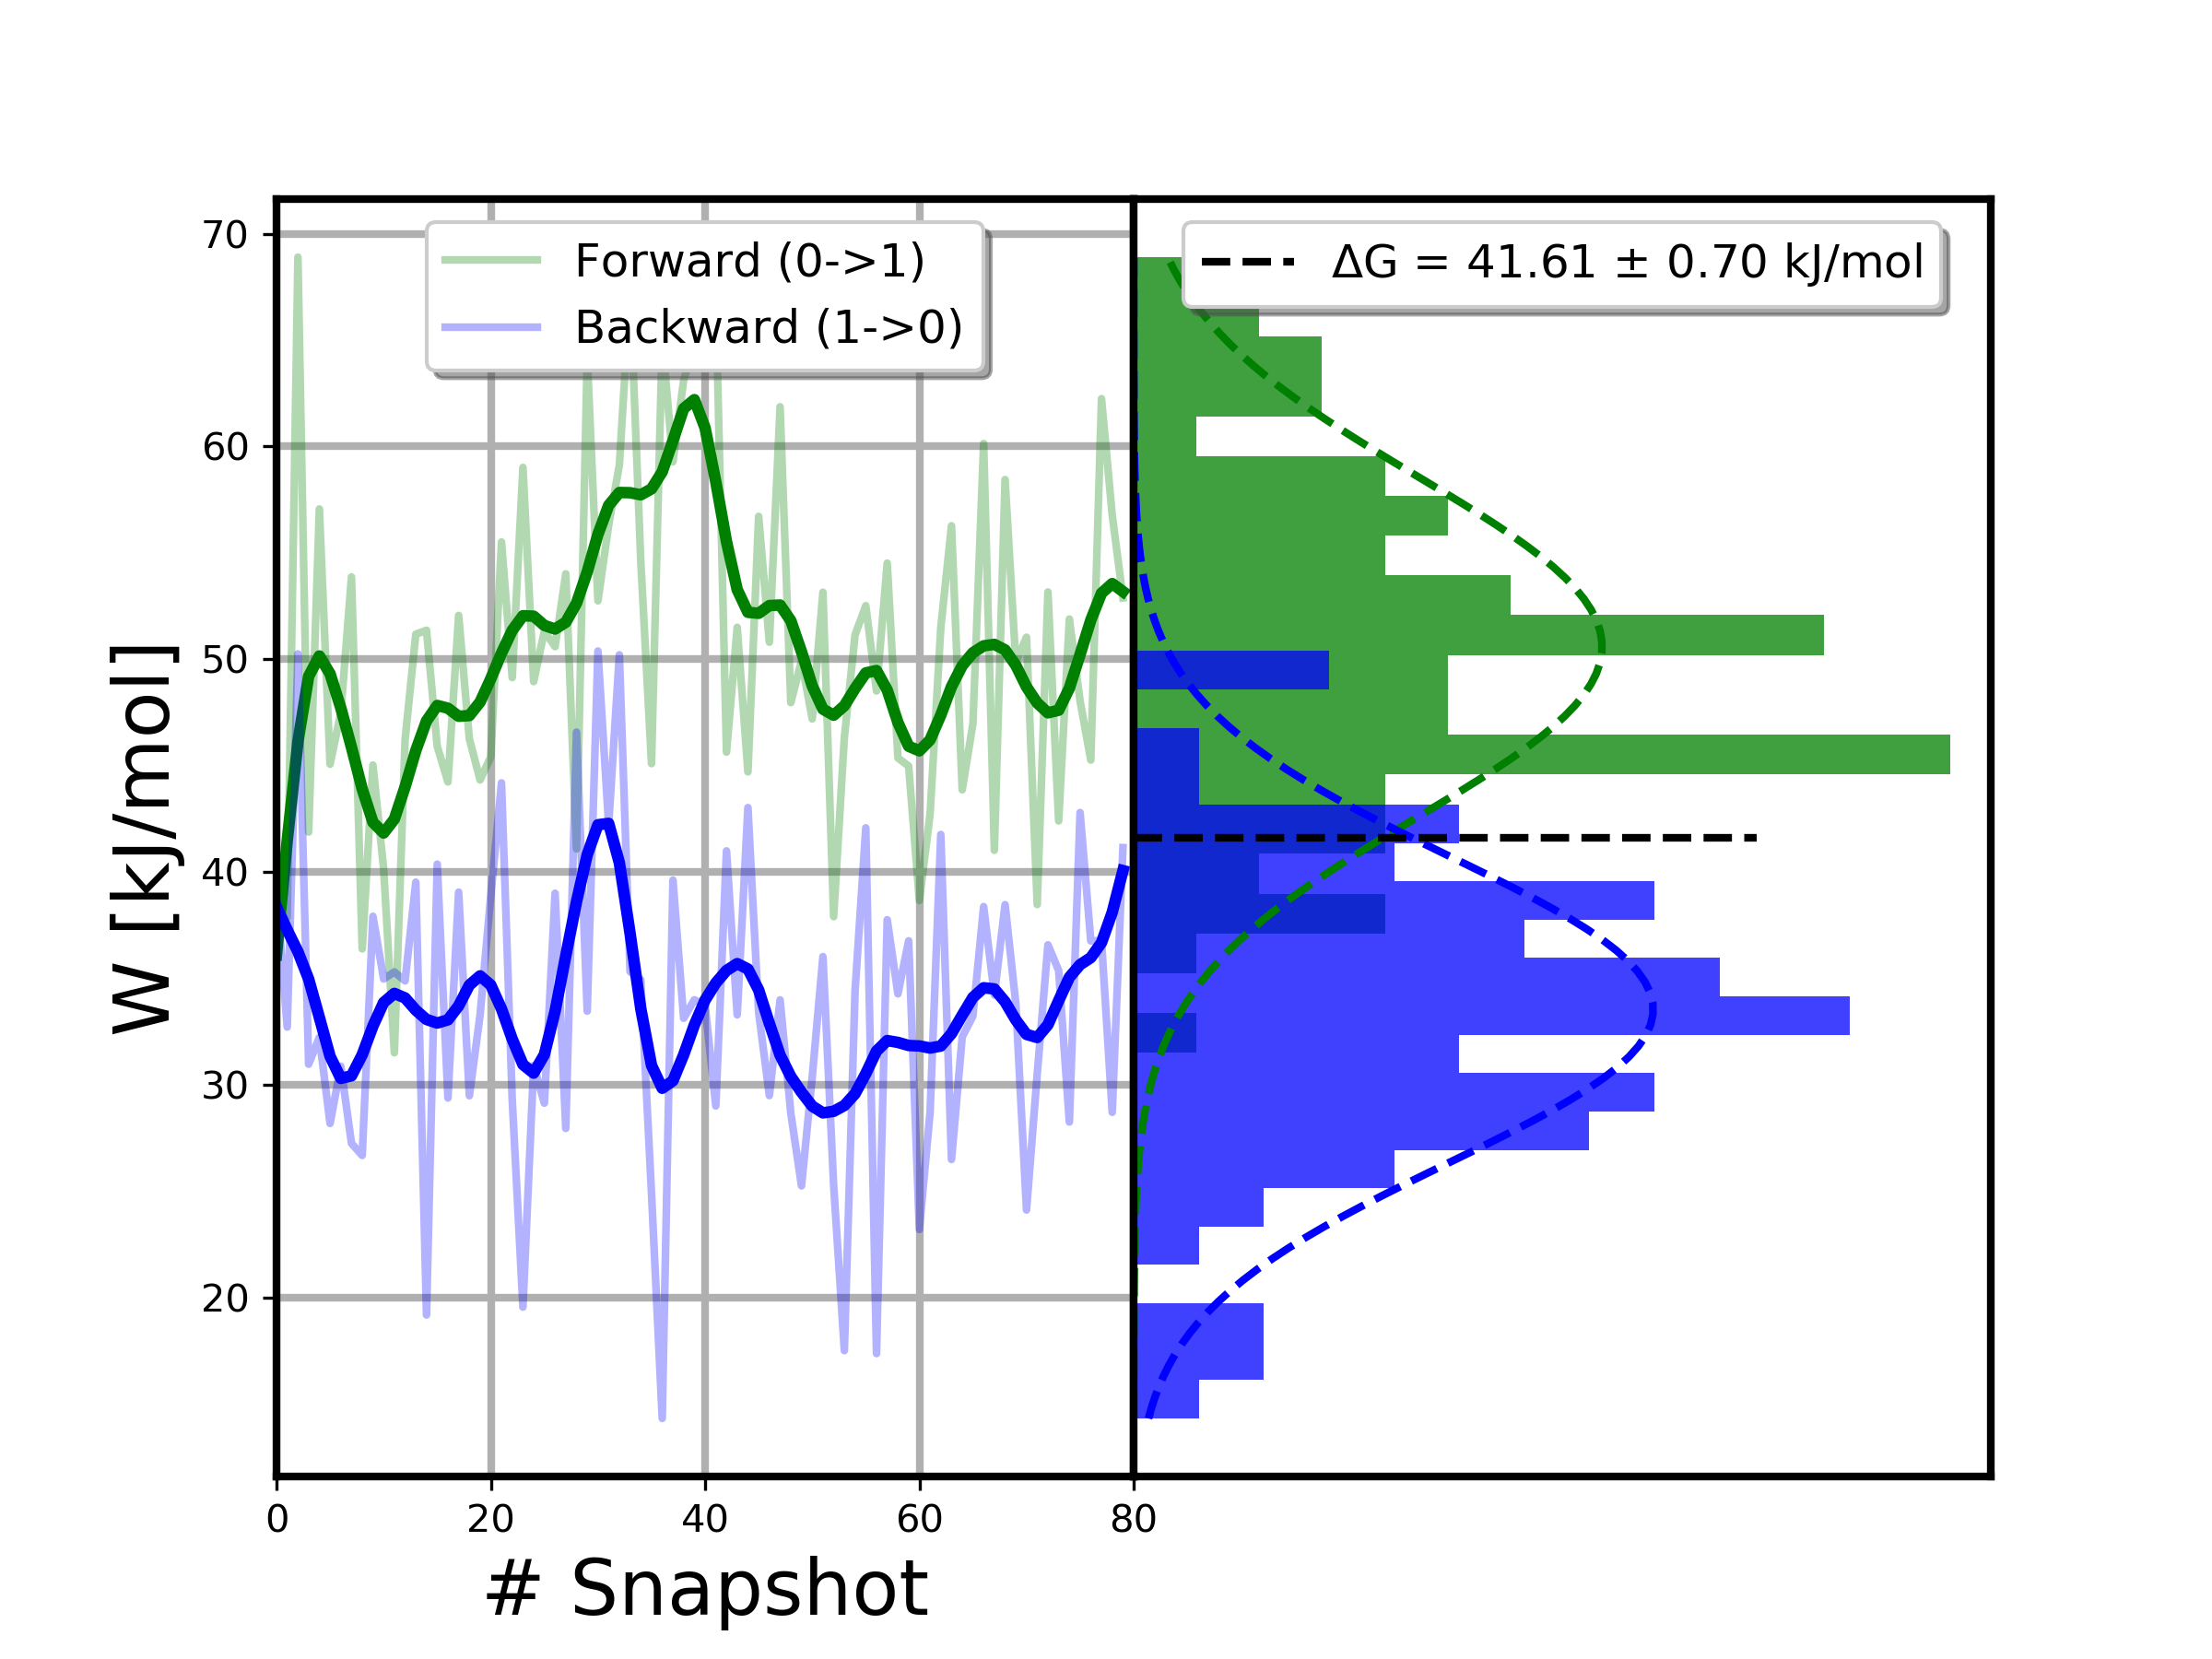 Forward (0->1)
Backward (1->0)
ΔG = 41.61 ± 0.70 kJ/mol
W [kJ/mol]
70
60
50
40
30
20
0 20 40 60 80
# Snapshot